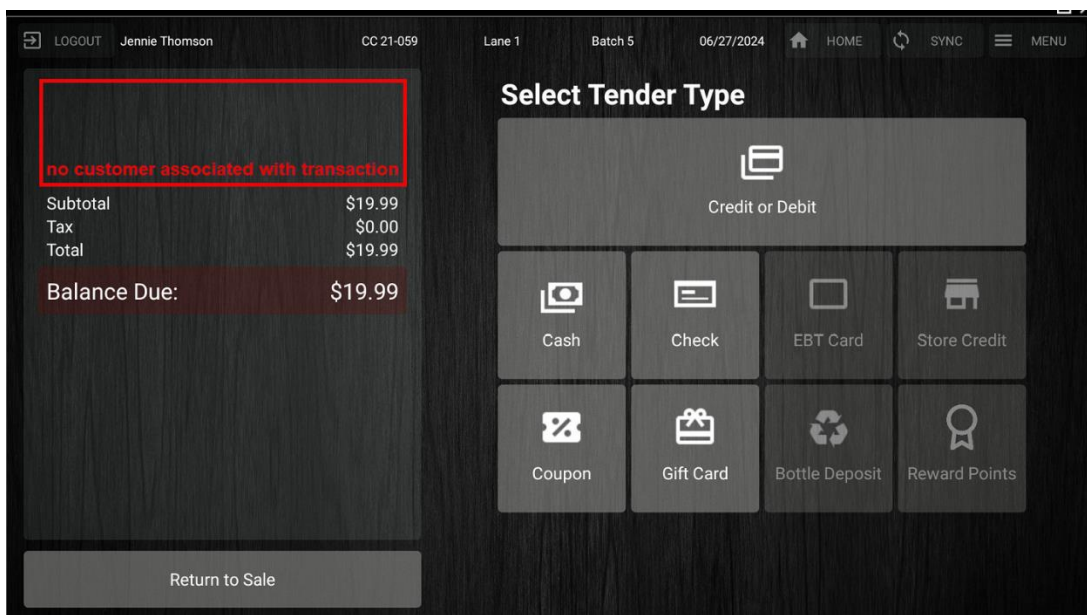 LOGOUT Jennie Thomson CC 21-059 Lane 1 Batch 5 06/27/2024 HOME SYNC MENU
no customer associated with transaction
Subtotal $19.99
Tax $0.00
Total $19.99
Balance Due: $19.99
Return to Sale
Select Tender Type
Credit or Debit
Cash Check EBT Card Store Credit
Coupon Gift Card Bottle Deposit Reward Points